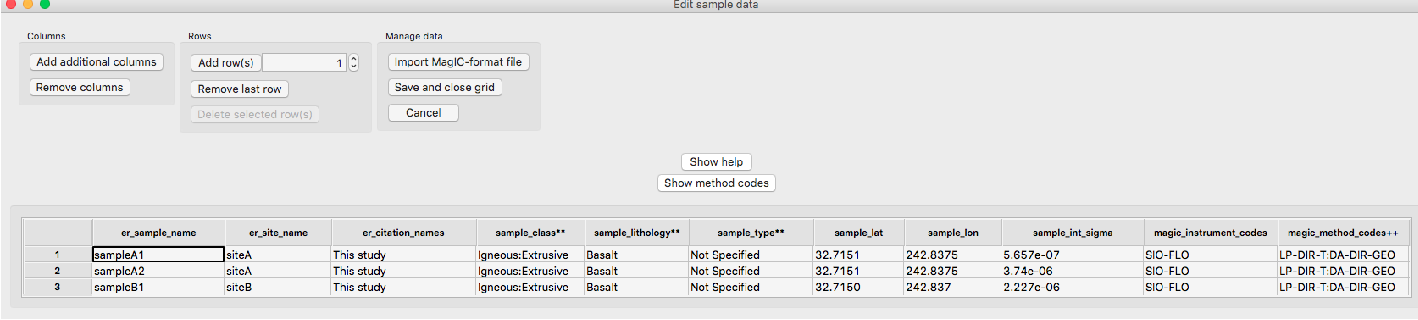 Edit sample data
Columns Rows Manage data
Add additional columns Add row(s) 1 Import MagIC-format file
Remove columns Remove last row Save and close grid
Delete selected row(s) Cancel
Show help
Show method codes
er_sample_name er_site_name er_citation_names sample_class** sample_lithology** sample_type** sample_lat sample_lon sample_int_sigma magic_instrument_codes magic_method_codes++
1 sampleA1 siteA This study Igneous:Extrusive Basalt Not Specified 32.7151 242.8375 5.657e-07 SIO-FLO LP-DIR-T:DA-DIR-GEO
2 sampleA2 siteA This study Igneous:Extrusive Basalt Not Specified 32.7151 242.8375 3.74e-06 SIO-FLO LP-DIR-T:DA-DIR-GEO
3 sampleB1 siteB This study Igneous:Extrusive Basalt Not Specified 32.7150 242.837 2.227e-06 SIO-FLO LP-DIR-T:DA-DIR-GEO